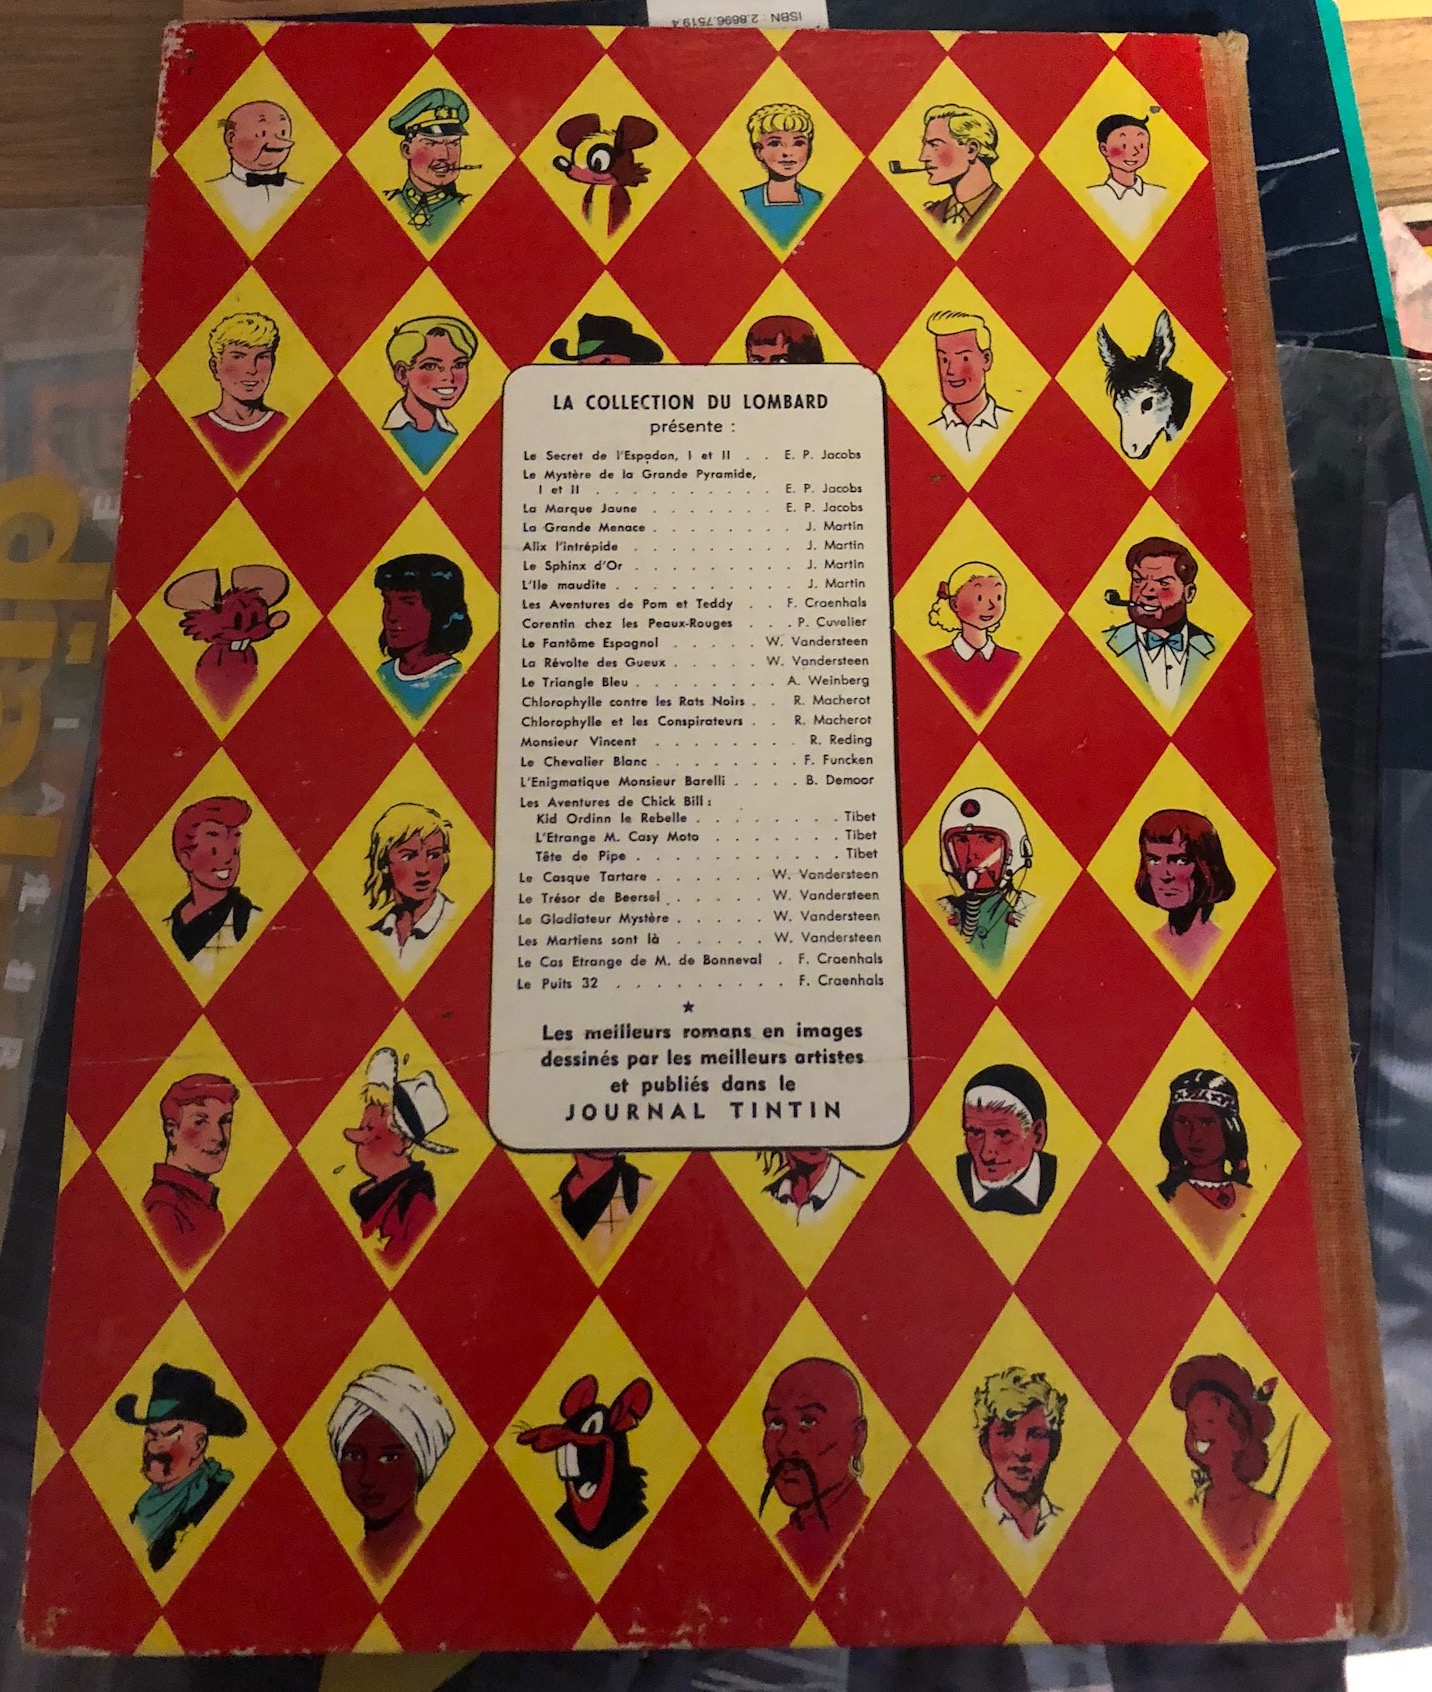 ISBN : 2.8696.7519.4
LA COLLECTION DU LOMBARD
présente :
Le Secret de l'Espadon, I et II . . E. P. Jacobs
Le Mystère de la Grande Pyramide,
I et II . . . . . . . . . . E. P. Jacobs
La Marque Jaune . . . . . . . E. P. Jacobs
La Grande Menace . . . . . . . . J. Martin
Alix l'intrépide . . . . . . . . . J. Martin
Le Sphinx d'Or . . . . . . . . . J. Martin
L'Ile maudite . . . . . . . . . . J. Martin
Les Aventures de Pom et Teddy . . F. Craenhals
Corentin chez les Peaux-Rouges . . . P. Cuvelier
Le Fantôme Espagnol . . . . . W. Vandersteen
La Révolte des Gueux . . . . . W. Vandersteen
Le Triangle Bleu . . . . . . . . A. Weinberg
Chlorophylle contre les Rats Noirs . . R. Macherot
Chlorophylle et les Conspirateurs . . R. Macherot
Monsieur Vincent . . . . . . . . R. Reding
Le Chevalier Blanc . . . . . . . . F. Funcken
L'Enigmatique Monsieur Barelli . . . . B. Demoor
Les Aventures de Chick Bill :
Kid Ordinn le Rebelle . . . . . . . . Tibet
L'Etrange M. Casy Moto . . . . . . . Tibet
Tête de Pipe . . . . . . . . . . . . Tibet
Le Casque Tartare . . . . . . W. Vandersteen
Le Trésor de Beersel . . . . . . W. Vandersteen
Le Gladiateur Mystère . . . . . W. Vandersteen
Les Martiens sont là . . . . . W. Vandersteen
Le Cas Etrange de M. de Bonneval . F. Craenhals
Le Puits 32 . . . . . . . . . F. Craenhals
★
Les meilleurs romans en images
dessinés par les meilleurs artistes
et publiés dans le
JOURNAL TINTIN